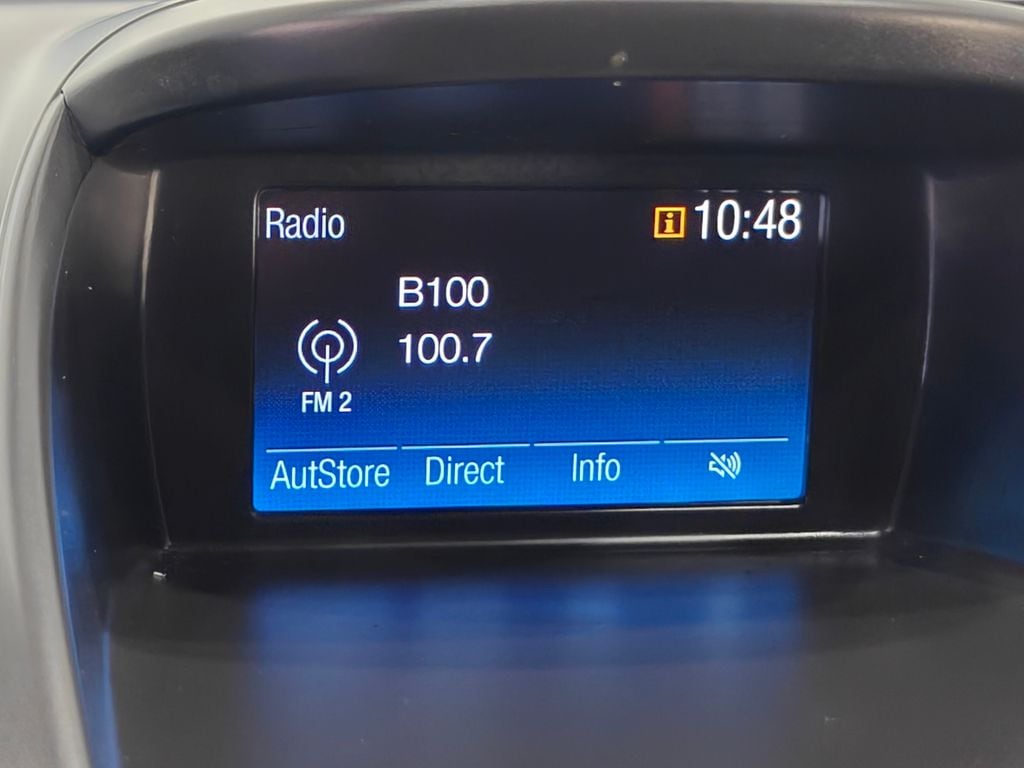 Radio
i 10:48
B100
100.7
FM 2
AutStore Direct Info